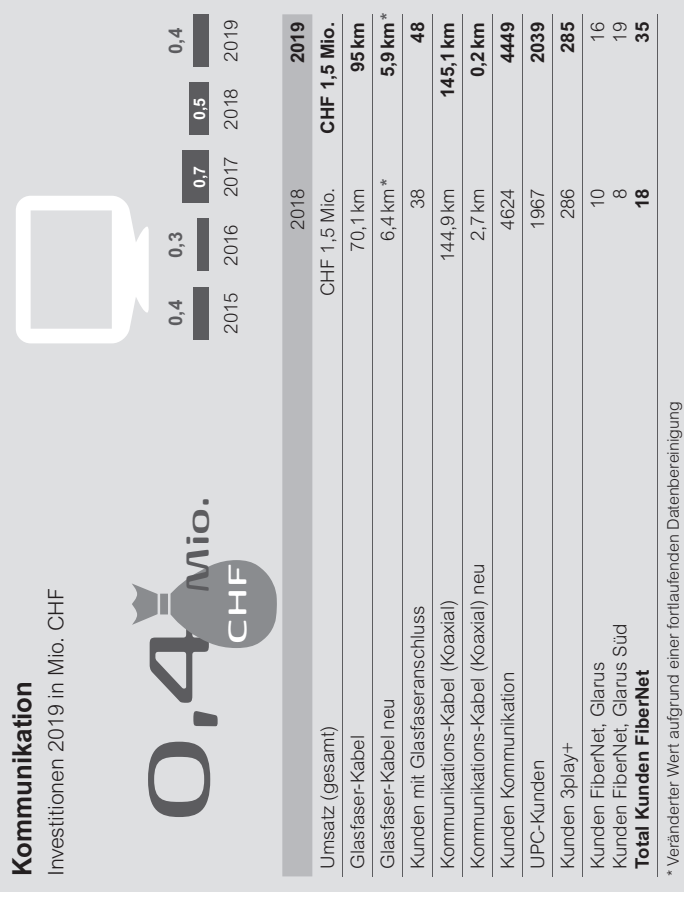 Kommunikation
Investitionen 2019 in Mio. CHF
0,4 Mio.
CHF
0,4 0,3 0,7 0,5 0,4
2015 2016 2017 2018 2019
2018 2019
Umsatz (gesamt) CHF 1,5 Mio. CHF 1,5 Mio.
Glasfaser-Kabel 70,1 km 95 km
Glasfaser-Kabel neu 6,4 km* 5,9 km*
Kunden mit Glasfaseranschluss 38 48
Kommunikations-Kabel (Koaxial) 144,9 km 145,1 km
Kommunikations-Kabel (Koaxial) neu 2,7 km 0,2 km
Kunden Kommunikation 4624 4449
UPC-Kunden 1967 2039
Kunden 3play+ 286 285
Kunden FiberNet, Glarus 10 16
Kunden FiberNet, Glarus Süd 8 19
Total Kunden FiberNet 18 35
* Veränderter Wert aufgrund einer fortlaufenden Datenbereinigung